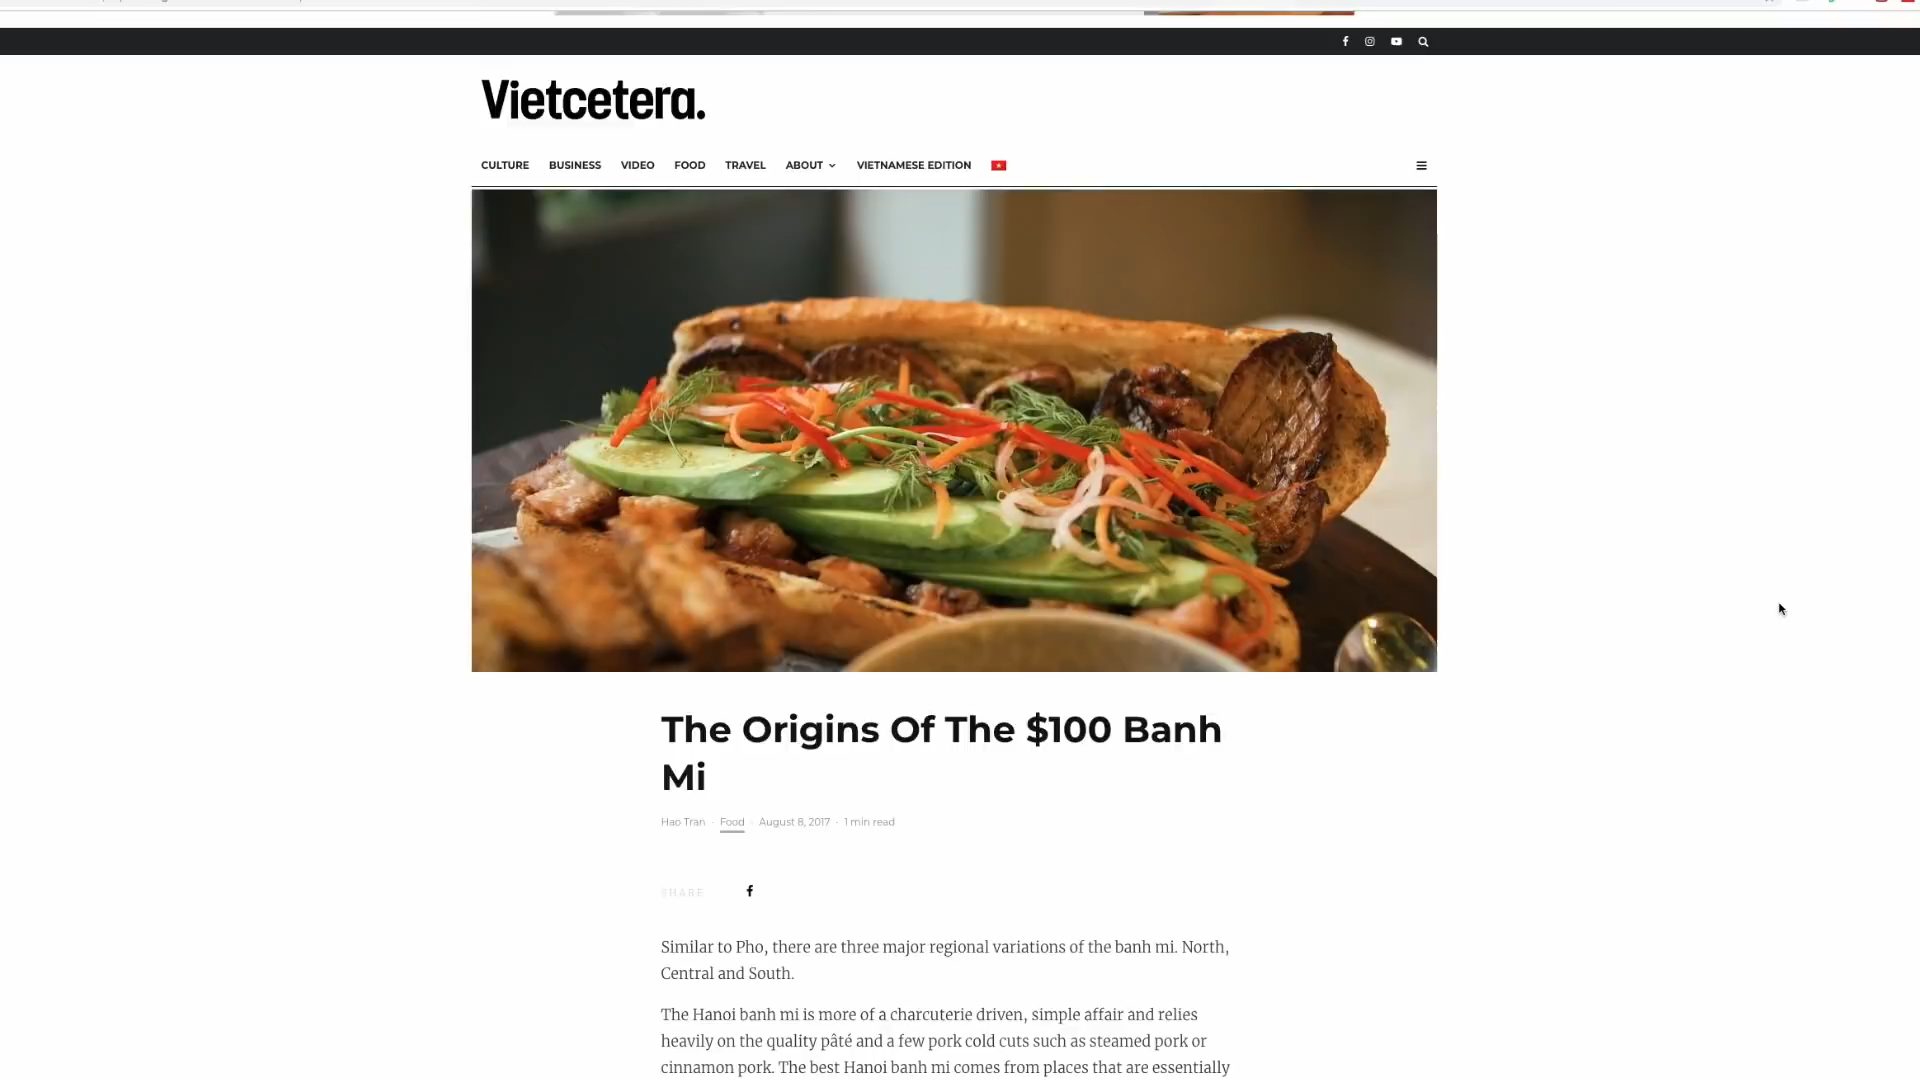 Vietcetera.
CULTURE BUSINESS VIDEO FOOD TRAVEL ABOUT VIETNAMESE EDITION
The Origins Of The $100 Banh
Mi
Hao Tran · Food · August 8, 2017 · 1 min read
SHARE
Similar to Pho, there are three major regional variations of the banh mi. North,
Central and South.
The Hanoi banh mi is more of a charcuterie driven, simple affair and relies
heavily on the quality pâté and a few pork cold cuts such as steamed pork or
cinnamon pork. The best Hanoi banh mi comes from places that are essentially